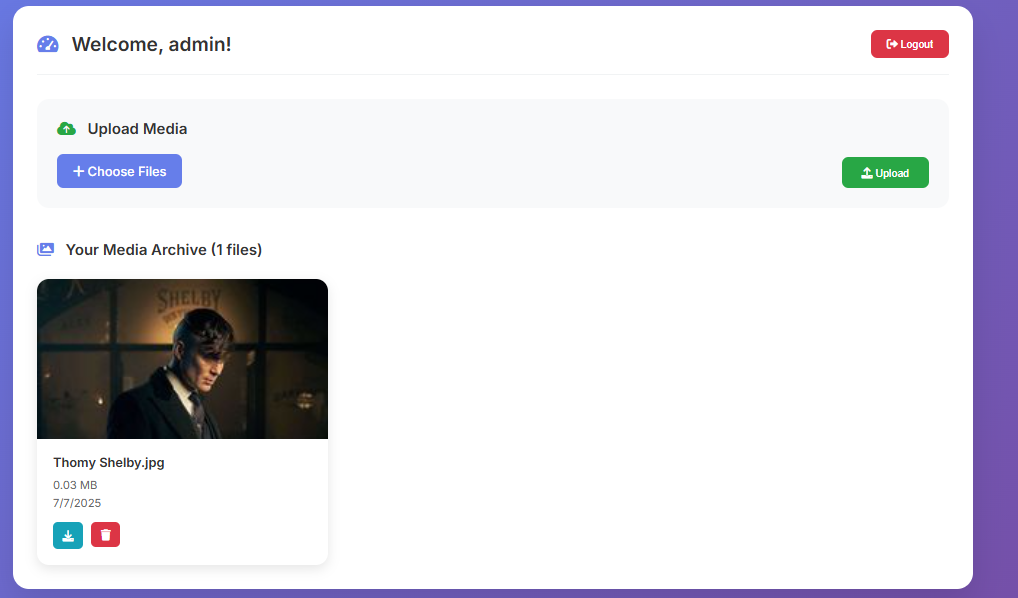 Welcome, admin!
Logout
Upload Media
Choose Files
Upload
Your Media Archive (1 files)
SHELBY
Thomy Shelby.jpg
0.03 MB
7/7/2025